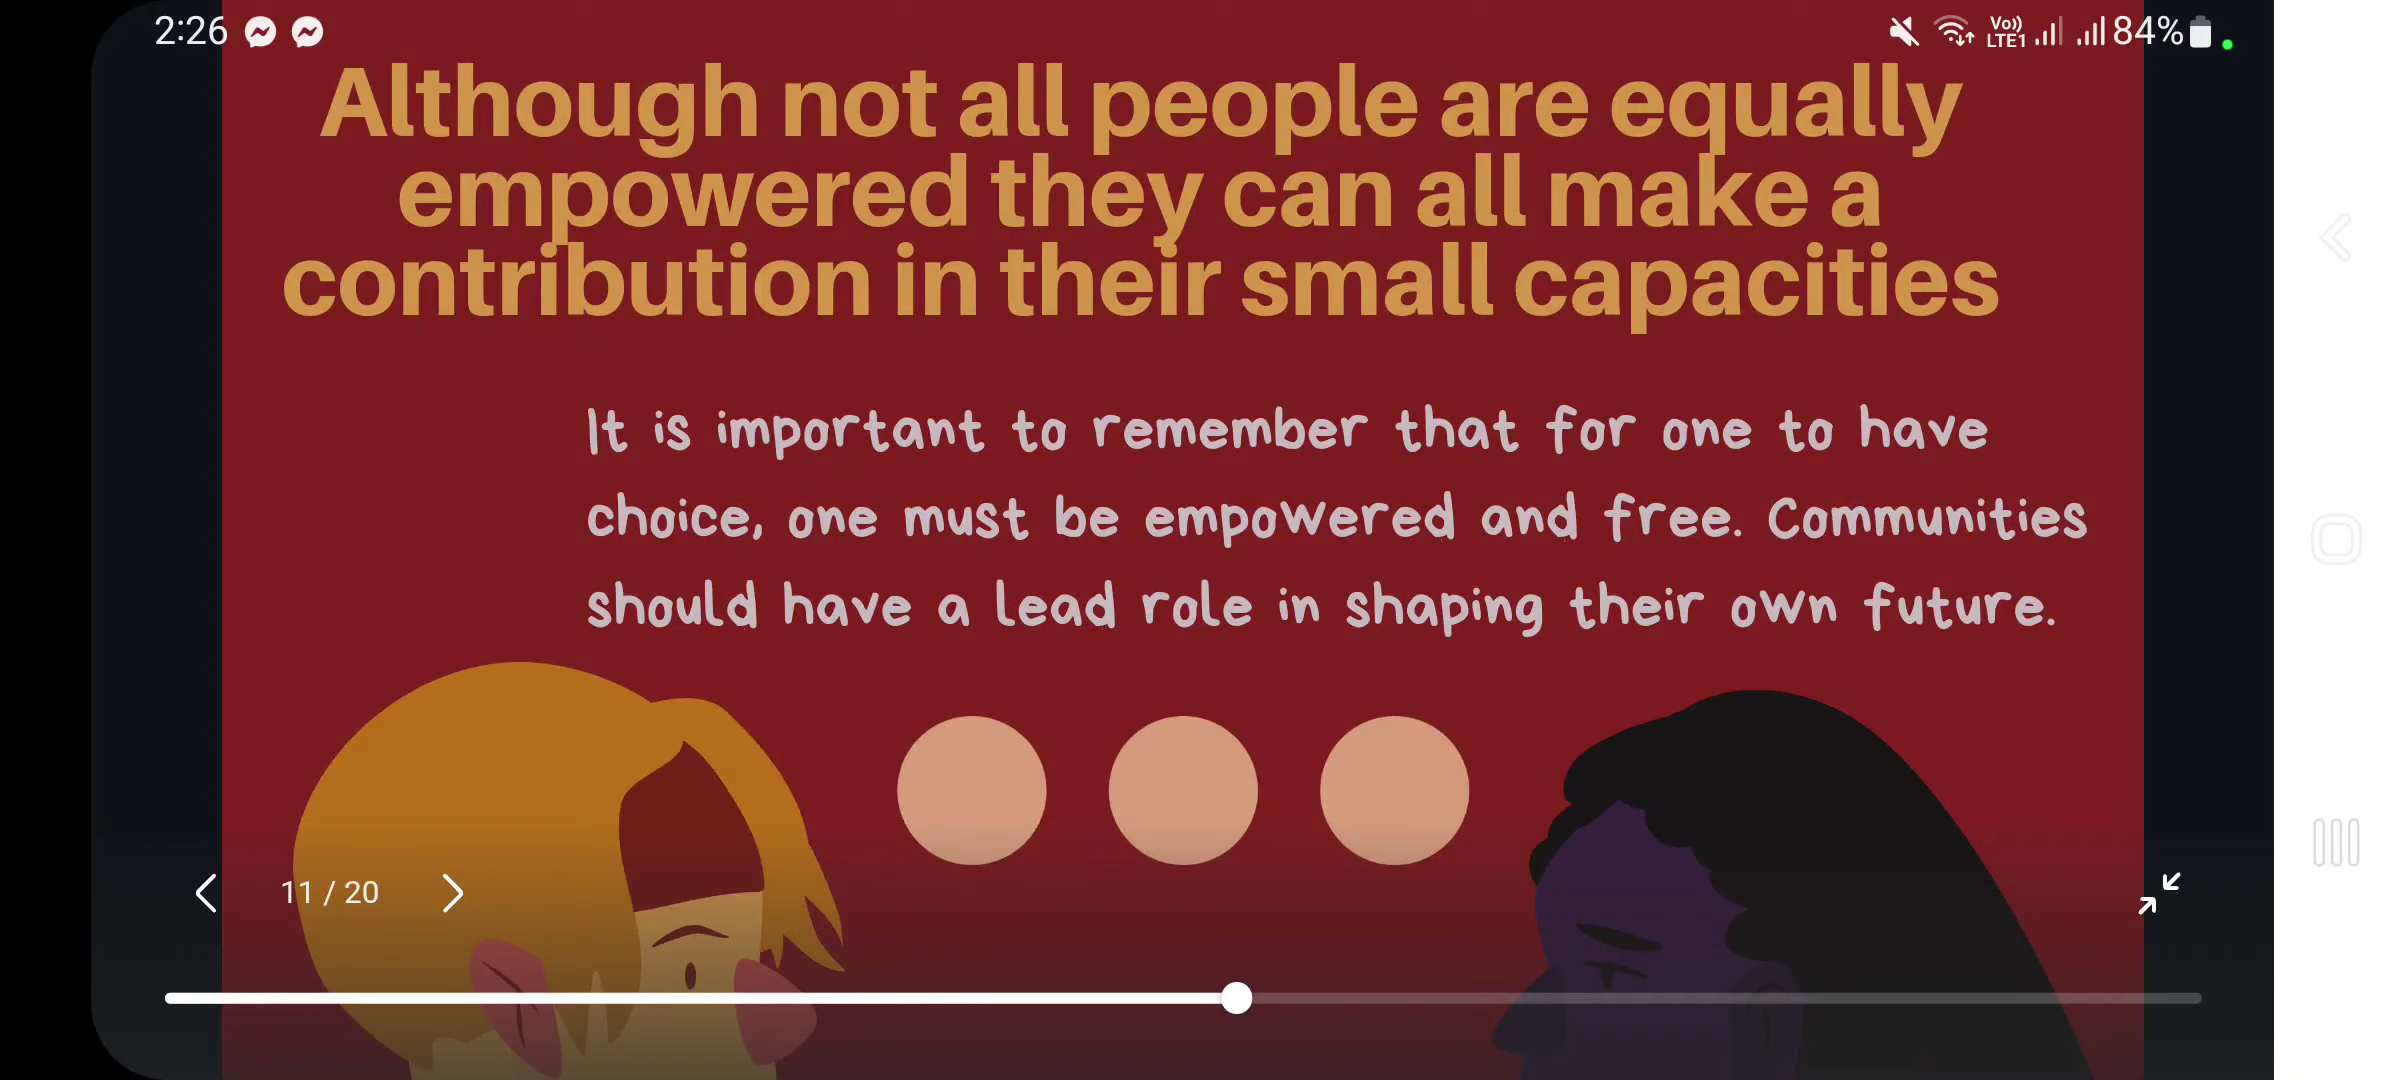 2:26
Vo)) LTE1 84%
Although not all people are equally
empowered they can all make a
contribution in their small capacities
It is important to remember that for one to have
choice, one must be empowered and free. Communities
should have a lead role in shaping their own future.
11 / 20